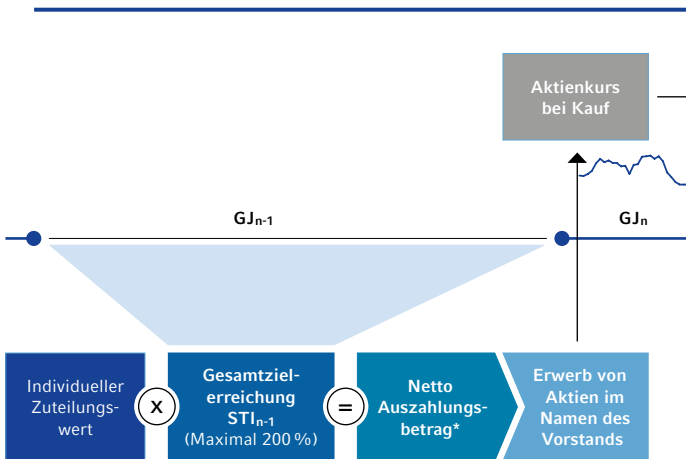 Aktienkurs
bei Kauf
GJn-1
GJn
Individueller
Zuteilungs-
wert
X
Gesamtziel-
erreichung
STIn-1
(Maximal 200 %)
=
Netto
Auszahlungs-
betrag*
Erwerb von
Aktien im
Namen des
Vorstands